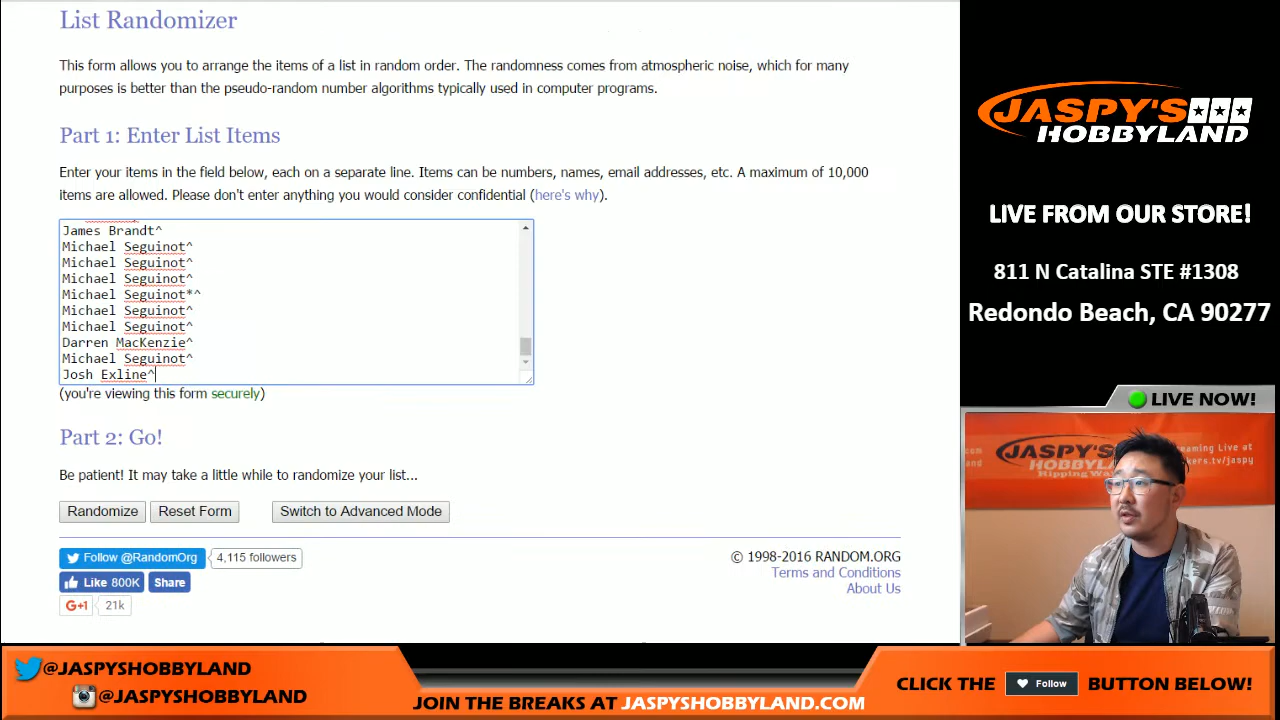 List Randomizer
This form allows you to arrange the items of a list in random order. The randomness comes from atmospheric noise, which for many
purposes is better than the pseudo-random number algorithms typically used in computer programs.
Part 1: Enter List Items
Enter your items in the field below, each on a separate line. Items can be numbers, names, email addresses, etc. A maximum of 10,000
items are allowed. Please don't enter anything you would consider confidential (here's why).
James Brandt^
Michael Seguinot^
Michael Seguinot^
Michael Seguinot^
Michael Seguinot*^
Michael Seguinot^
Michael Seguinot^
Darren MacKenzie^
Michael Seguinot^
Josh Exline^
(you're viewing this form securely)
Part 2: Go!
Be patient! It may take a little while to randomize your list...
Randomize Reset Form Switch to Advanced Mode
Follow @RandomOrg 4,115 followers
Like 800K Share
G+1 21k
© 1998-2016 RANDOM.ORG
Terms and Conditions
About Us
JASPY'S
HOBBYLAND
LIVE FROM OUR STORE!
811 N Catalina STE #1308
Redondo Beach, CA 90277
LIVE NOW!
JASPY'S
HOBBYLAND
Live at
kers.tv/jaspy
@JASPYSHOBBYLAND
@JASPYSHOBBYLAND
JOIN THE BREAKS AT JASPYSHOBBYLAND.COM
CLICK THE Follow BUTTON BELOW!